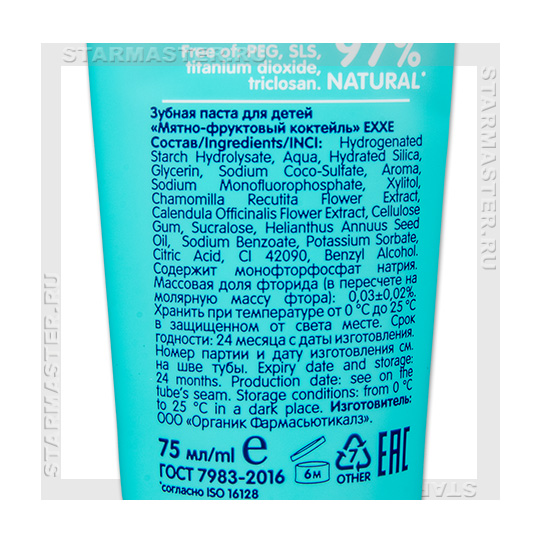 STARMASTER.RU
free of PEG, SLS,
titanium dioxide,
triclosan.
97%
NATURAL*
Зубная паста для детей
«Мятно-фруктовый коктейль» EXXE
Состав/Ingredients/INCI: Hydrogenated
Starch Hydrolysate, Aqua, Hydrated Silica,
Glycerin, Sodium Coco-Sulfate, Aroma,
Sodium Monofluorophosphate, Xylitol,
Chamomilla Recutita Flower Extract,
Calendula Officinalis Flower Extract, Cellulose
Gum, Sucralose, Helianthus Annuus Seed
Oil, Sodium Benzoate, Potassium Sorbate,
Citric Acid, CI 42090, Benzyl Alcohol.
Содержит монофторфосфат натрия.
Массовая доля фторида (в пересчете на
молярную массу фтора): 0,03±0,02%.
Хранить при температуре от 0 °C до 25 °C
в защищенном от света месте. Срок
годности: 24 месяца с даты изготовления.
Номер партии и дату изготовления см.
на шве тубы. Expiry date and storage:
24 months. Production date: see on the
tube's seam. Storage conditions: from 0 °C
to 25 °C in a dark place. Изготовитель:
ООО «Органик Фармасьютикалз».
75 мл/ml e
ГОСТ 7983-2016
*согласно ISO 16128
6м
7
OTHER
EAC
STARMASTER.RU
STARMASTER.RU
STARMASTER.RU
STARMASTER
STARMASTER